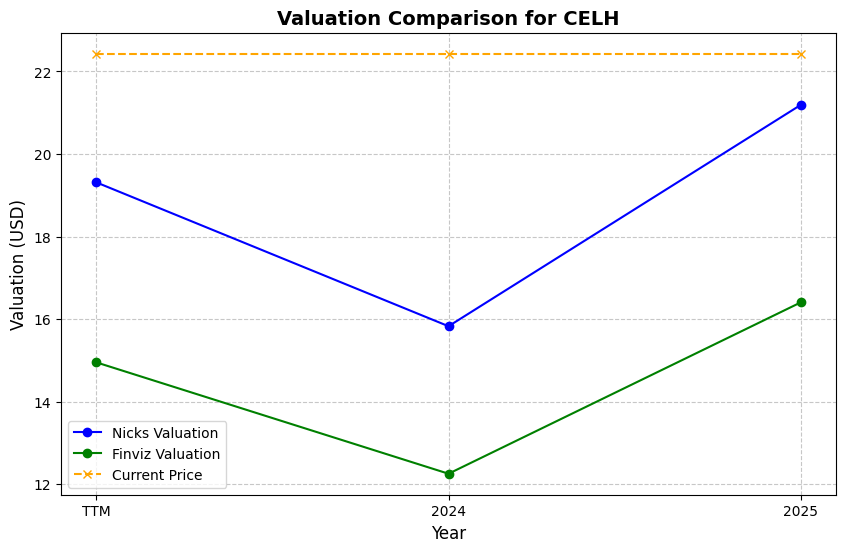 Valuation Comparison for CELH
Valuation (USD)
22
20
18
16
14
12
Nicks Valuation
Finviz Valuation
Current Price
TTM
2024
2025
Year